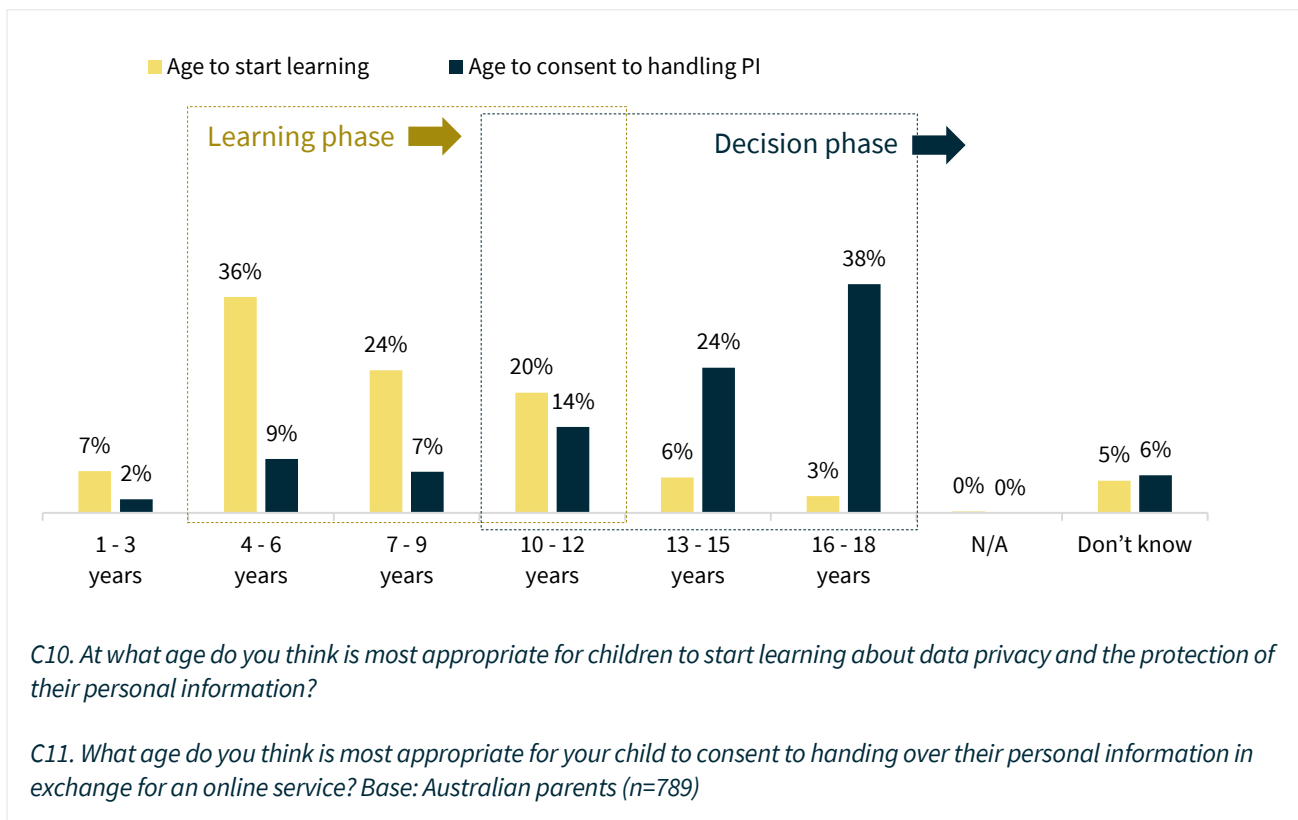 Age to start learning
Age to consent to handling PI
Learning phase
Decision phase
7%
2%
36%
9%
24%
7%
20%
14%
6%
24%
3%
38%
0%
0%
5%
6%
1 - 3
years
4 - 6
years
7 - 9
years
10 - 12
years
13 - 15
years
16 - 18
years
N/A
Don’t know
C10. At what age do you think is most appropriate for children to start learning about data privacy and the protection of
their personal information?
C11. What age do you think is most appropriate for your child to consent to handing over their personal information in
exchange for an online service? Base: Australian parents (n=789)